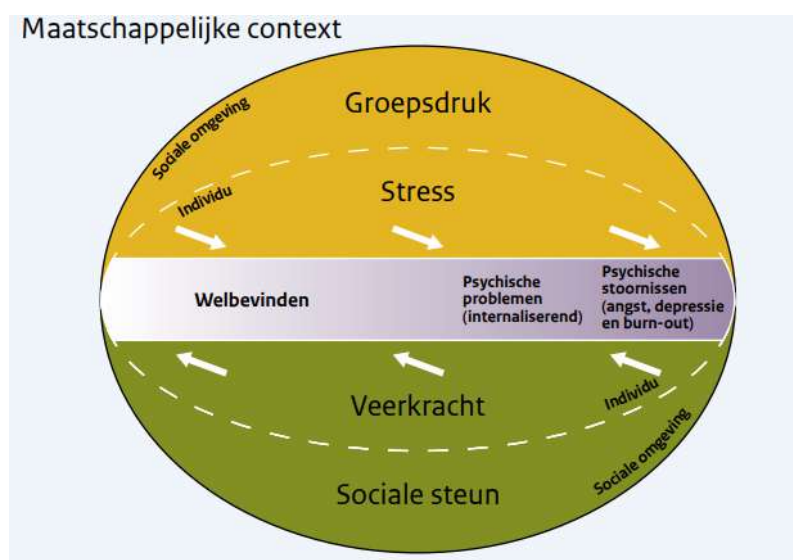 Maatschappelijke context
Groepsdruk
Sociale omgeving
Individu
Stress
Welbevinden
Psychische
problemen
(internaliserend)
Psychische
stoornissen
(angst, depressie
en burn-out)
Veerkracht
Individu
Sociale omgeving
Sociale steun